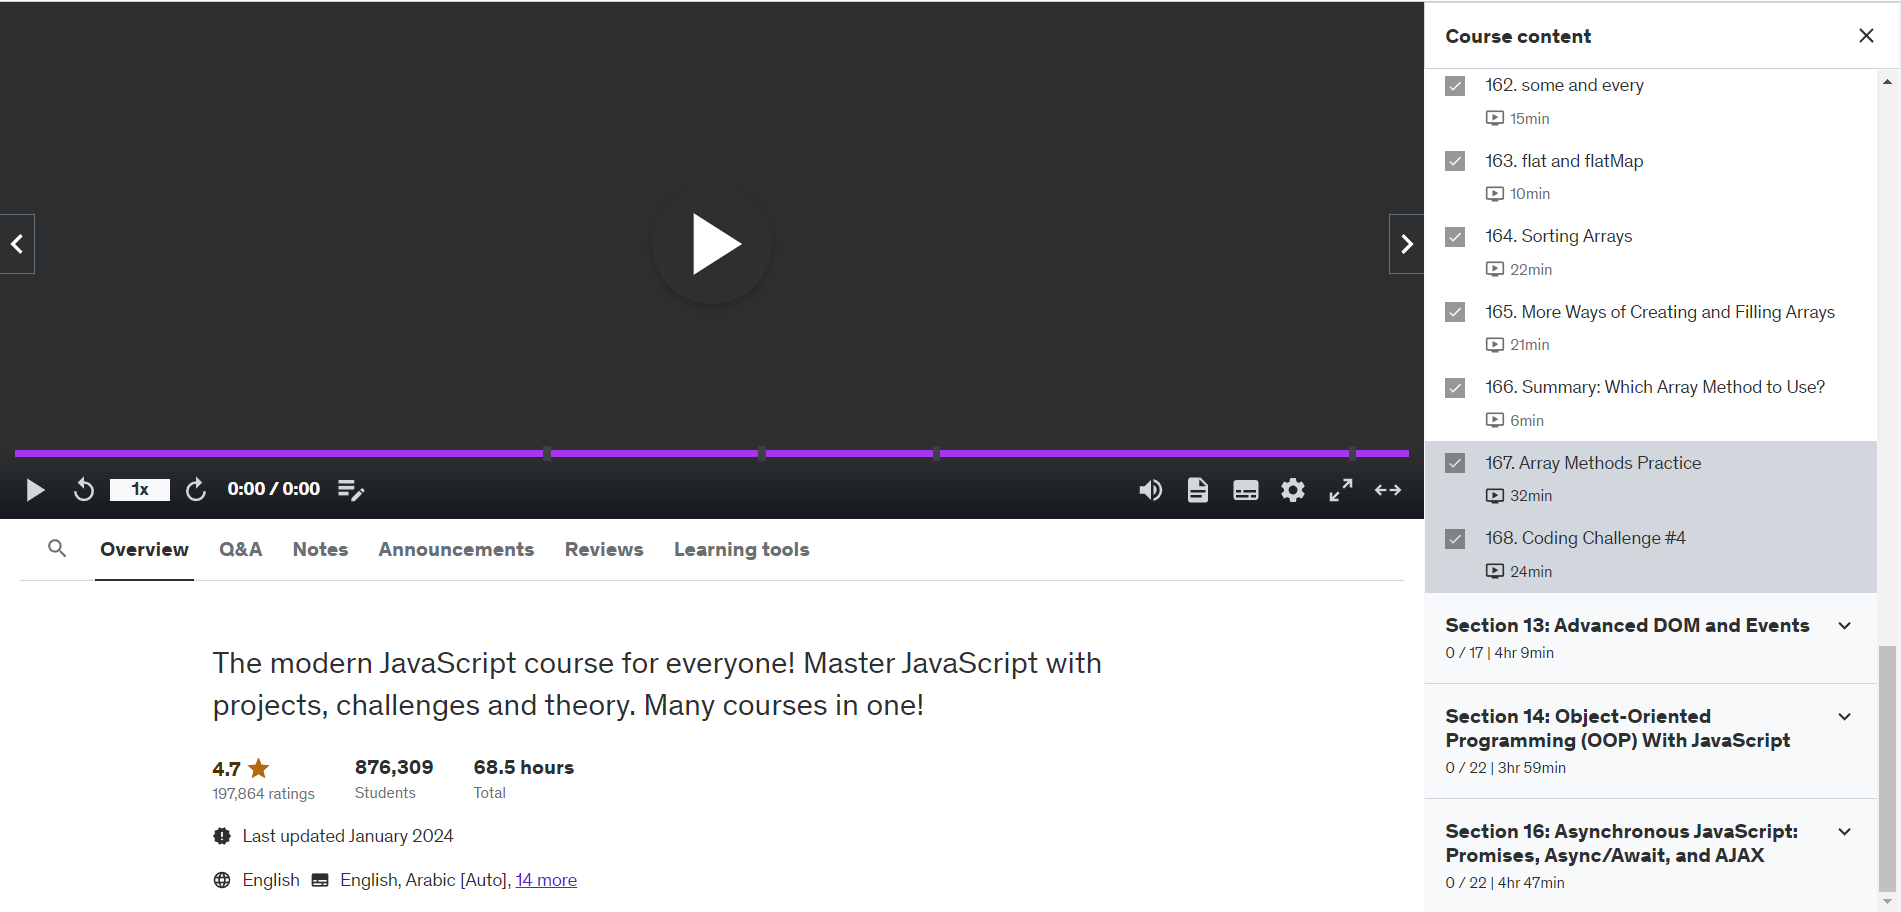 1x
0:00 / 0:00
Overview
Q&A
Notes
Announcements
Reviews
Learning tools
The modern JavaScript course for everyone! Master JavaScript with
projects, challenges and theory. Many courses in one!
4.7
197,864 ratings
876,309
Students
68.5 hours
Total
Last updated January 2024
English
English, Arabic [Auto], 14 more
Course content
162. some and every
15min
163. flat and flatMap
10min
164. Sorting Arrays
22min
165. More Ways of Creating and Filling Arrays
21min
166. Summary: Which Array Method to Use?
6min
167. Array Methods Practice
32min
168. Coding Challenge #4
24min
Section 13: Advanced DOM and Events
0 / 17 | 4hr 9min
Section 14: Object-Oriented
Programming (OOP) With JavaScript
0 / 22 | 3hr 59min
Section 16: Asynchronous JavaScript:
Promises, Async/Await, and AJAX
0 / 22 | 4hr 47min